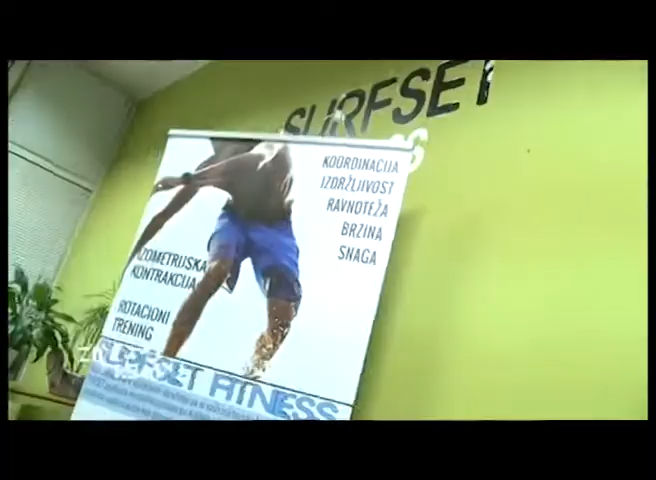 SURFSET
KOORDINACIJA
IZDRŽLJIVOST
RAVNOTEŽA
BRZINA
SNAGA
IZOMETRIJSKA
KONTRAKCIJA
ROTACIONI
TRENING
SURFSET FITNESS